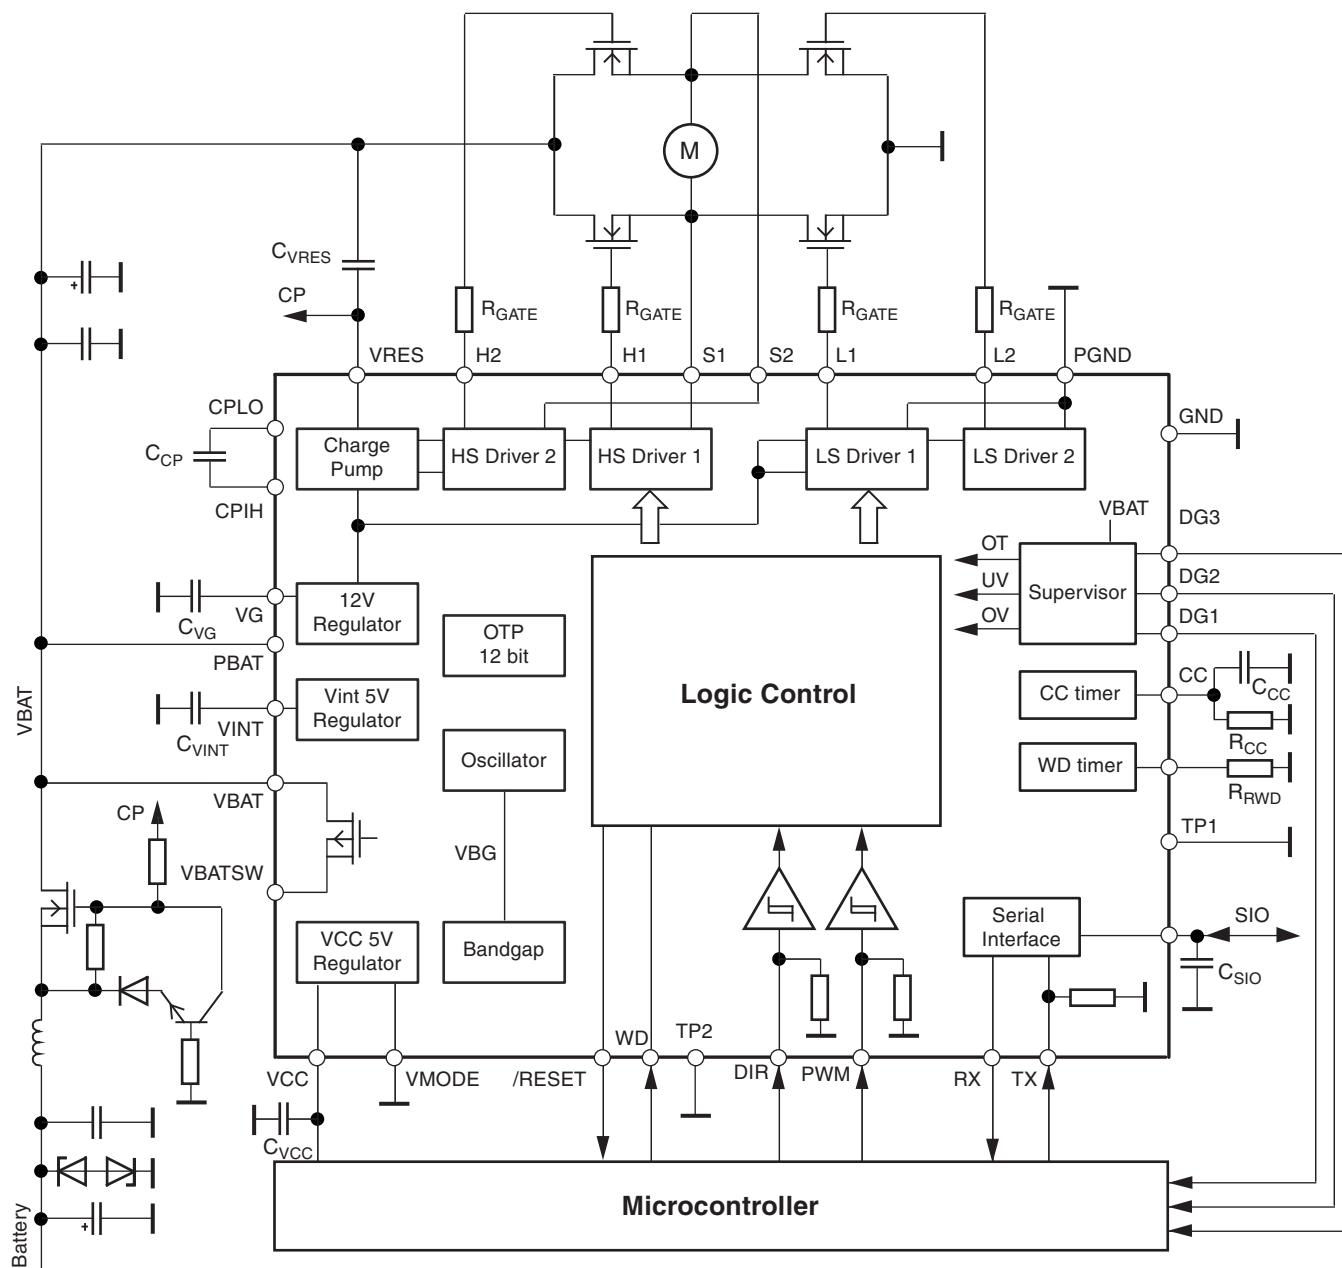 M
C_VRES
CP
R_GATE
R_GATE
R_GATE
R_GATE
VRES
H2
H1
S1
S2
L1
L2
PGND
CPLO
GND
C_CP
Charge
Pump
HS Driver 2
HS Driver 1
LS Driver 1
LS Driver 2
CPIH
VBAT
DG3
OT
UV
OV
Supervisor
DG2
DG1
VG
C_VG
12V
Regulator
OTP
12 bit
PBAT
Logic Control
CC timer
CC
C_CC
R_CC
VBAT
VINT
C_VINT
Vint 5V
Regulator
Oscillator
WD timer
R_RWD
VBAT
CP
VBG
TP1
VBATSW
VCC 5V
Regulator
Bandgap
Serial
Interface
SIO
C_SIO
VCC
VMODE
/RESET
WD
TP2
DIR
PWM
RX
TX
C_VCC
Microcontroller
Battery